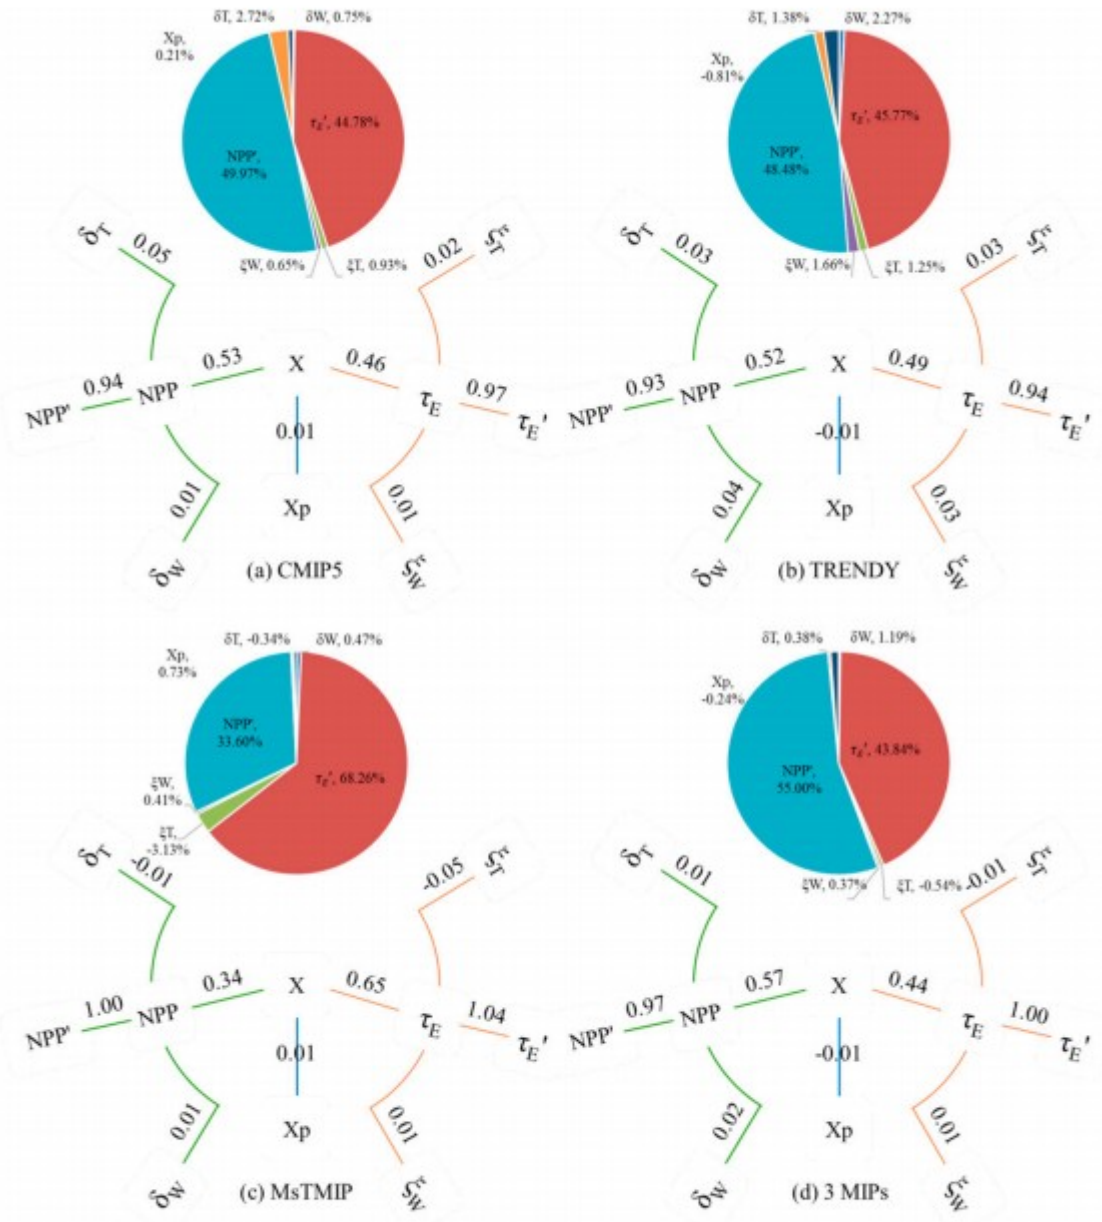 δT, 2.72%
δW, 0.75%
Xp,
0.21%
τE', 44.78%
NPP',
49.97%
ξW, 0.65%
ξT, 0.93%
δT
0.05
0.02
ξT
0.53
X
0.46
0.94
NPP
τE
0.97
NPP'
τE'
0.01
0.01
Xp
0.01
δW
ξW
(a) CMIP5
δT, 1.38%
δW, 2.27%
Xp,
-0.81%
τE', 45.77%
NPP',
48.48%
ξW, 1.66%
ξT, 1.25%
δT
0.03
0.03
ξT
0.52
X
0.49
0.93
NPP
τE
0.94
NPP'
τE'
-0.01
0.04
Xp
0.03
δW
ξW
(b) TRENDY
δT, -0.34%
δW, 0.47%
Xp,
0.73%
NPP',
33.60%
τE', 68.26%
ξW,
0.41%
ξT,
-3.13%
δT
-0.01
-0.05
ξT
0.34
X
0.65
1.00
NPP
τE
1.04
NPP'
τE'
0.01
0.01
Xp
0.01
δW
ξW
(c) MsTMIP
δT, 0.38%
δW, 1.19%
Xp,
-0.24%
τE', 43.84%
NPP',
55.00%
ξW, 0.37%
ξT, -0.54%
δT
0.01
-0.01
ξT
0.57
X
0.44
0.97
NPP
τE
1.00
NPP'
τE'
-0.01
0.02
Xp
0.01
δW
ξW
(d) 3 MIPs